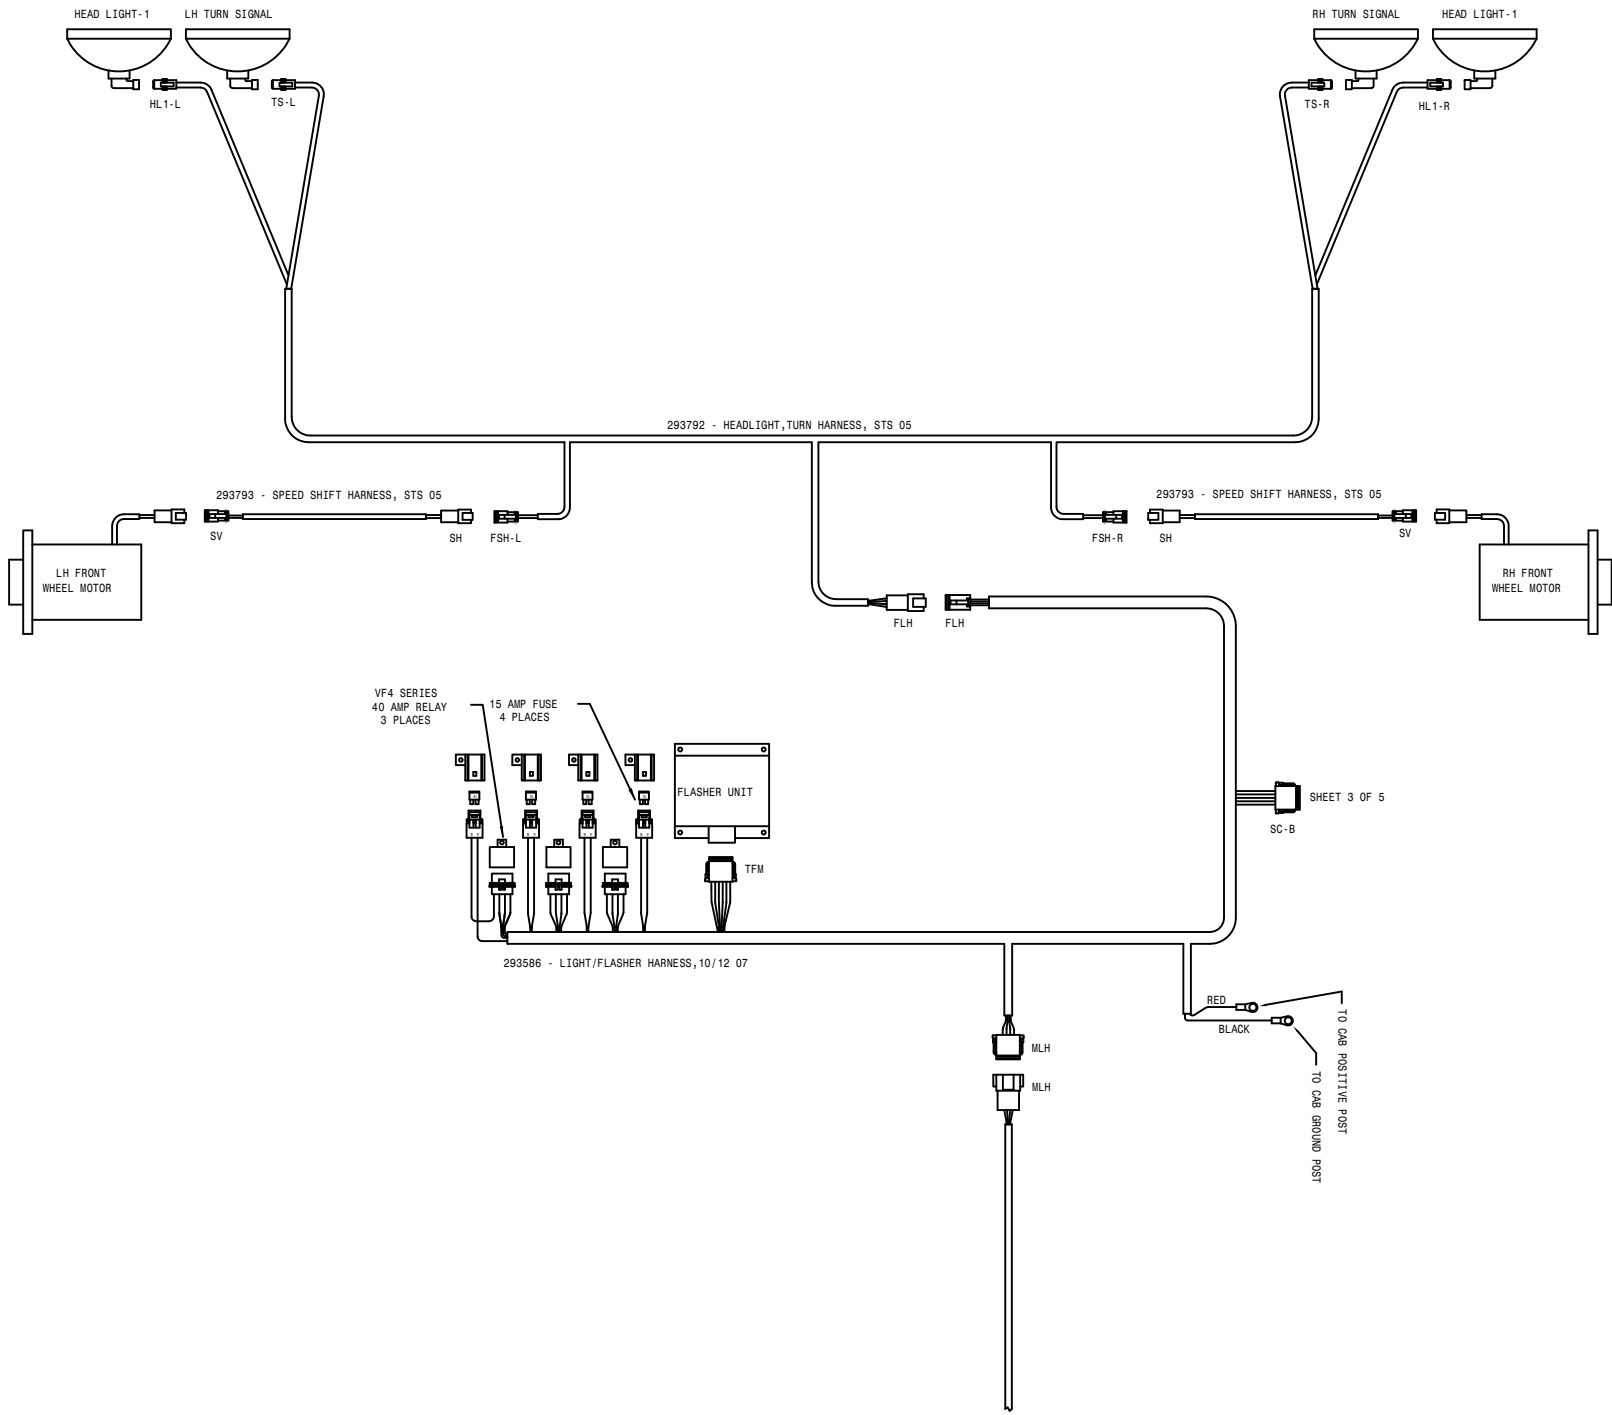 HEAD LIGHT-1
LH TURN SIGNAL
RH TURN SIGNAL
HEAD LIGHT-1
HL1-L
TS-L
TS-R
HL1-R
293792 - HEADLIGHT,TURN HARNESS, STS 05
293793 - SPEED SHIFT HARNESS, STS 05
293793 - SPEED SHIFT HARNESS, STS 05
SV
SH
FSH-L
FSH-R
SH
SV
LH FRONT
WHEEL MOTOR
RH FRONT
WHEEL MOTOR
FLH
FLH
VF4 SERIES
40 AMP RELAY
3 PLACES
15 AMP FUSE
4 PLACES
FLASHER UNIT
SHEET 3 OF 5
SC-B
TFM
293586 - LIGHT/FLASHER HARNESS,10/12 07
RED
BLACK
TO CAB POSITIVE POST
TO CAB GROUND POST
MLH
MLH